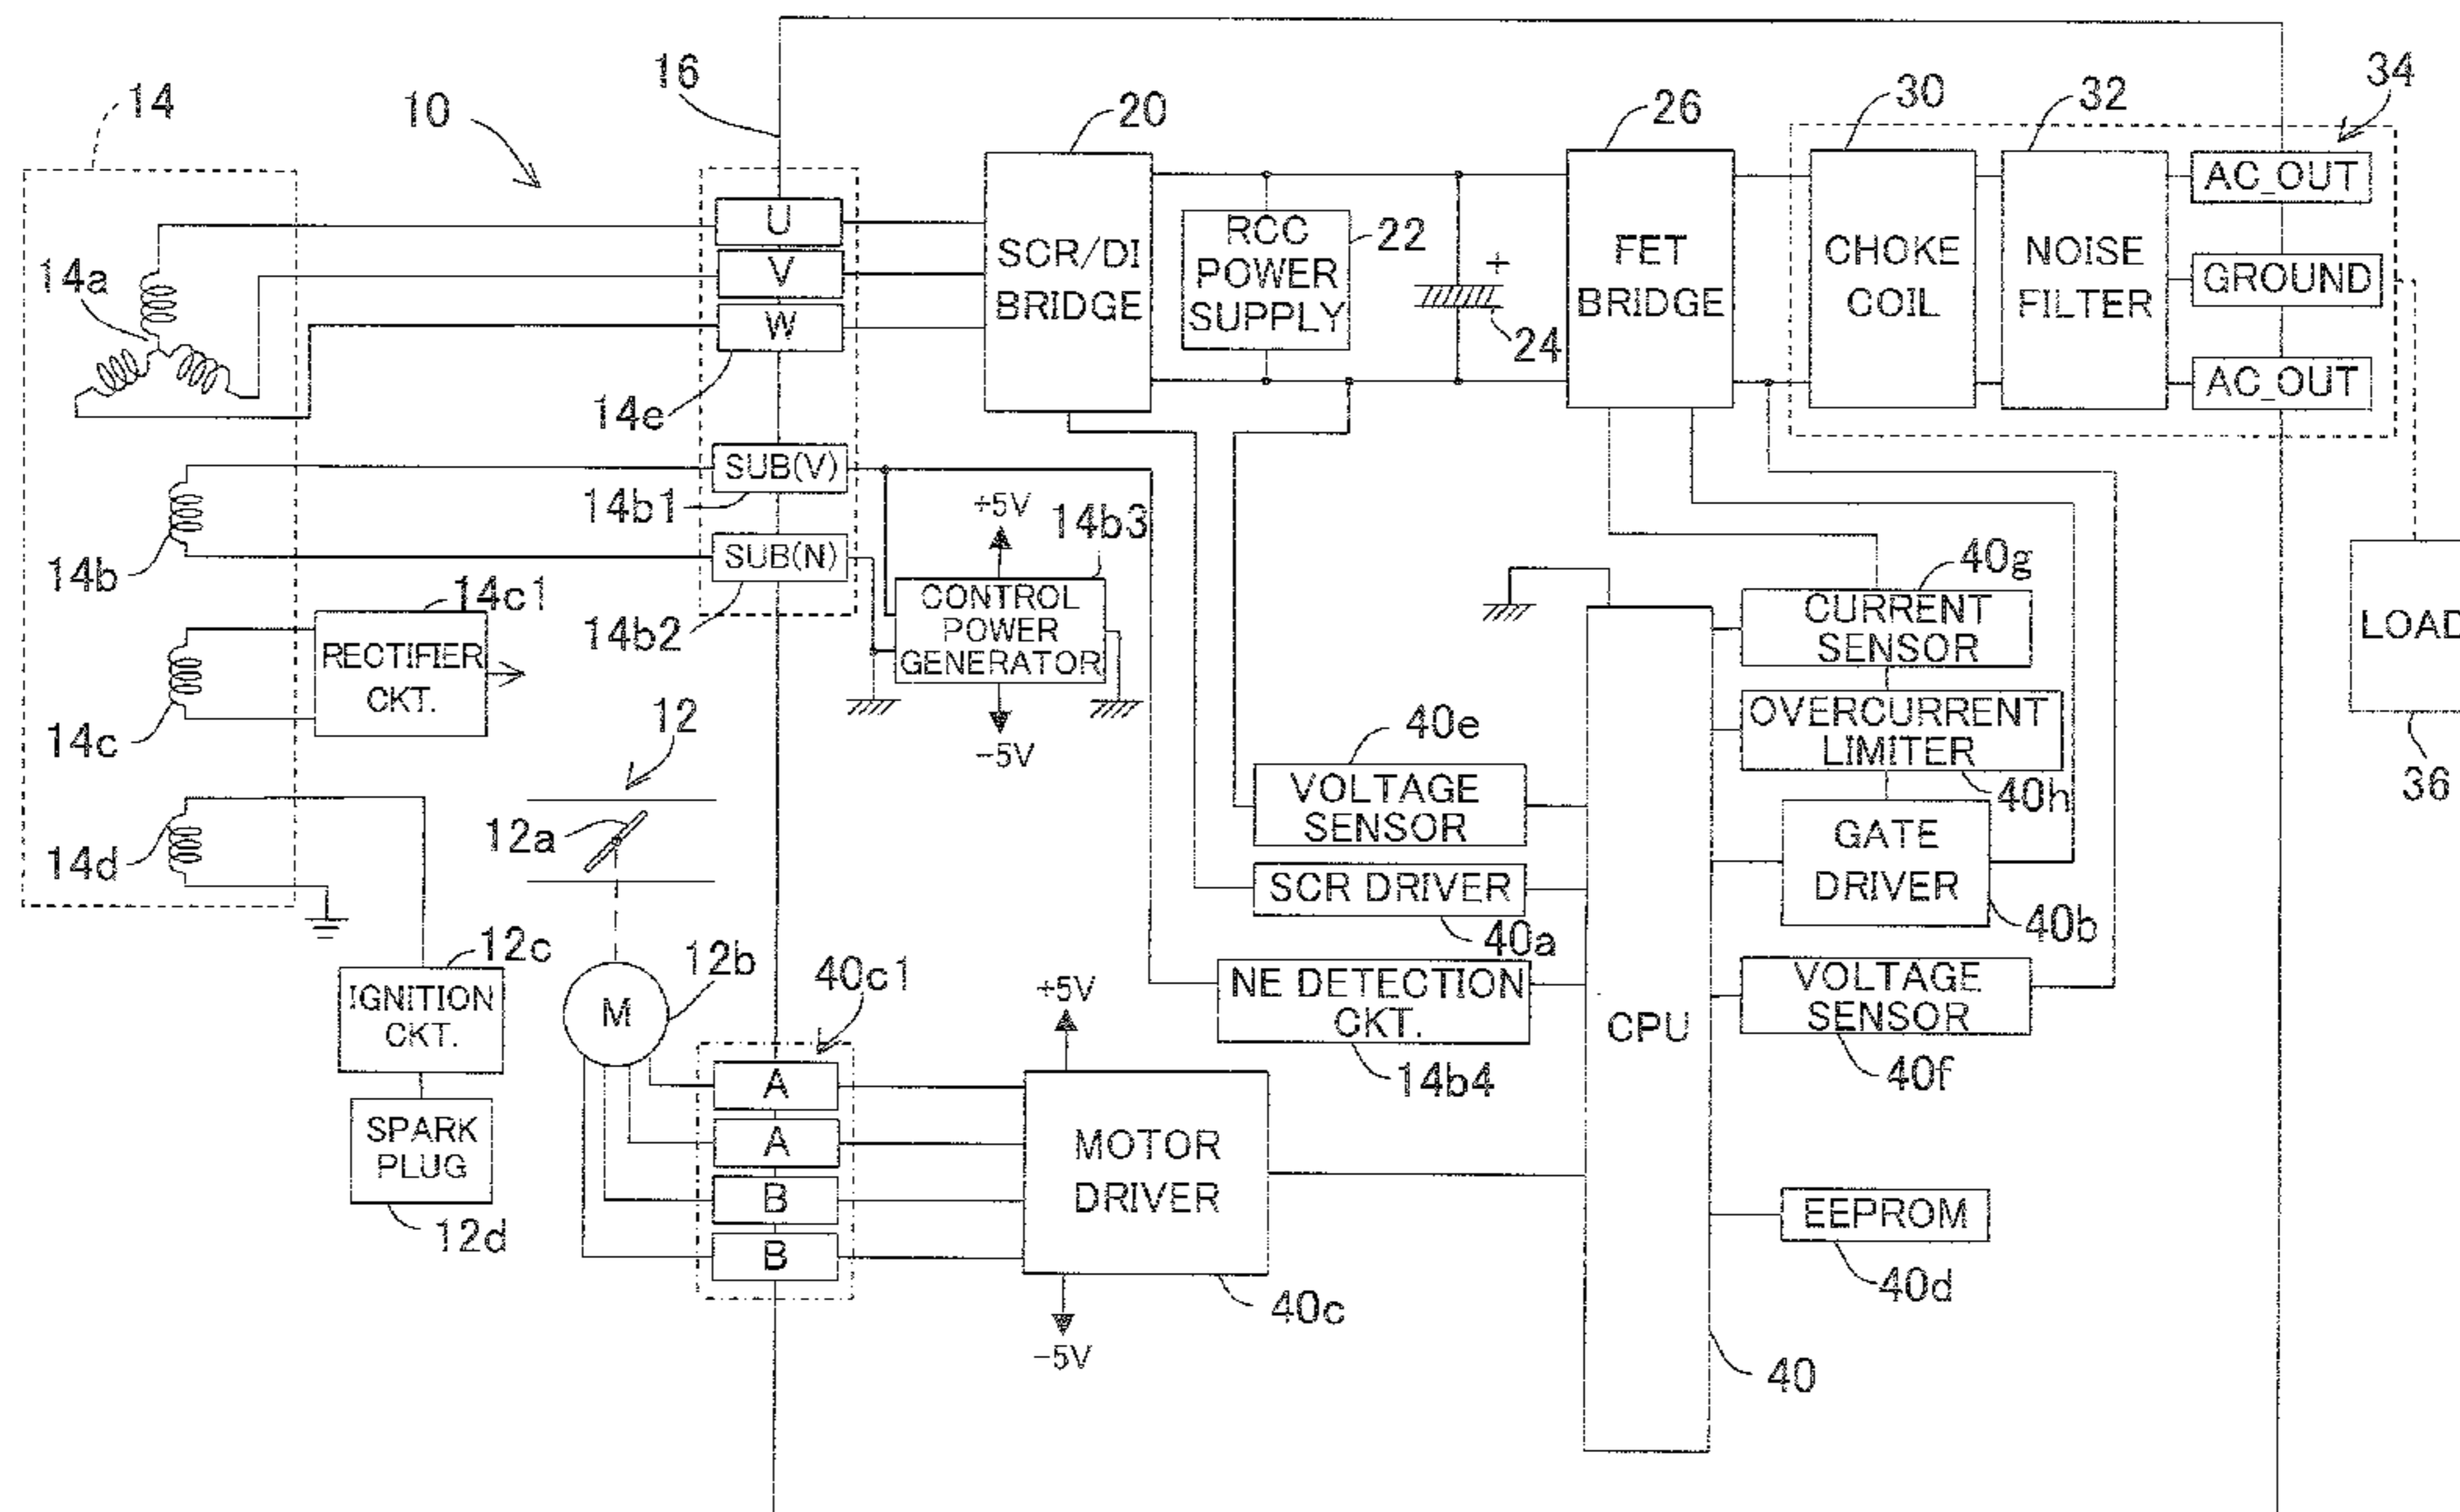 16
34
14
10
20
26
30
32
U
V
W
SCR/DI
BRIDGE
RCC
POWER
SUPPLY
22
+
24
FET
BRIDGE
CHOKE
COIL
NOISE
FILTER
AC_OUT
GROUND
AC_OUT
14a
14e
SUB(V)
14b1
SUB(N)
14b2
14b
+5V
14b3
CONTROL
POWER
GENERATOR
-5V
14c1
RECTIFIER
CKT.
14c
40g
CURRENT
SENSOR
OVERCURRENT
LIMITER
40h
LOAD
36
12
12a
40e
VOLTAGE
SENSOR
GATE
DRIVER
40b
14d
SCR DRIVER
40a
12c
IGNITION
CKT.
12b
M
40c1
+5V
NE DETECTION
CKT.
14b4
CPU
VOLTAGE
SENSOR
40f
SPARK
PLUG
12d
A
A
B
B
MOTOR
DRIVER
40c
-5V
EEPROM
40d
40